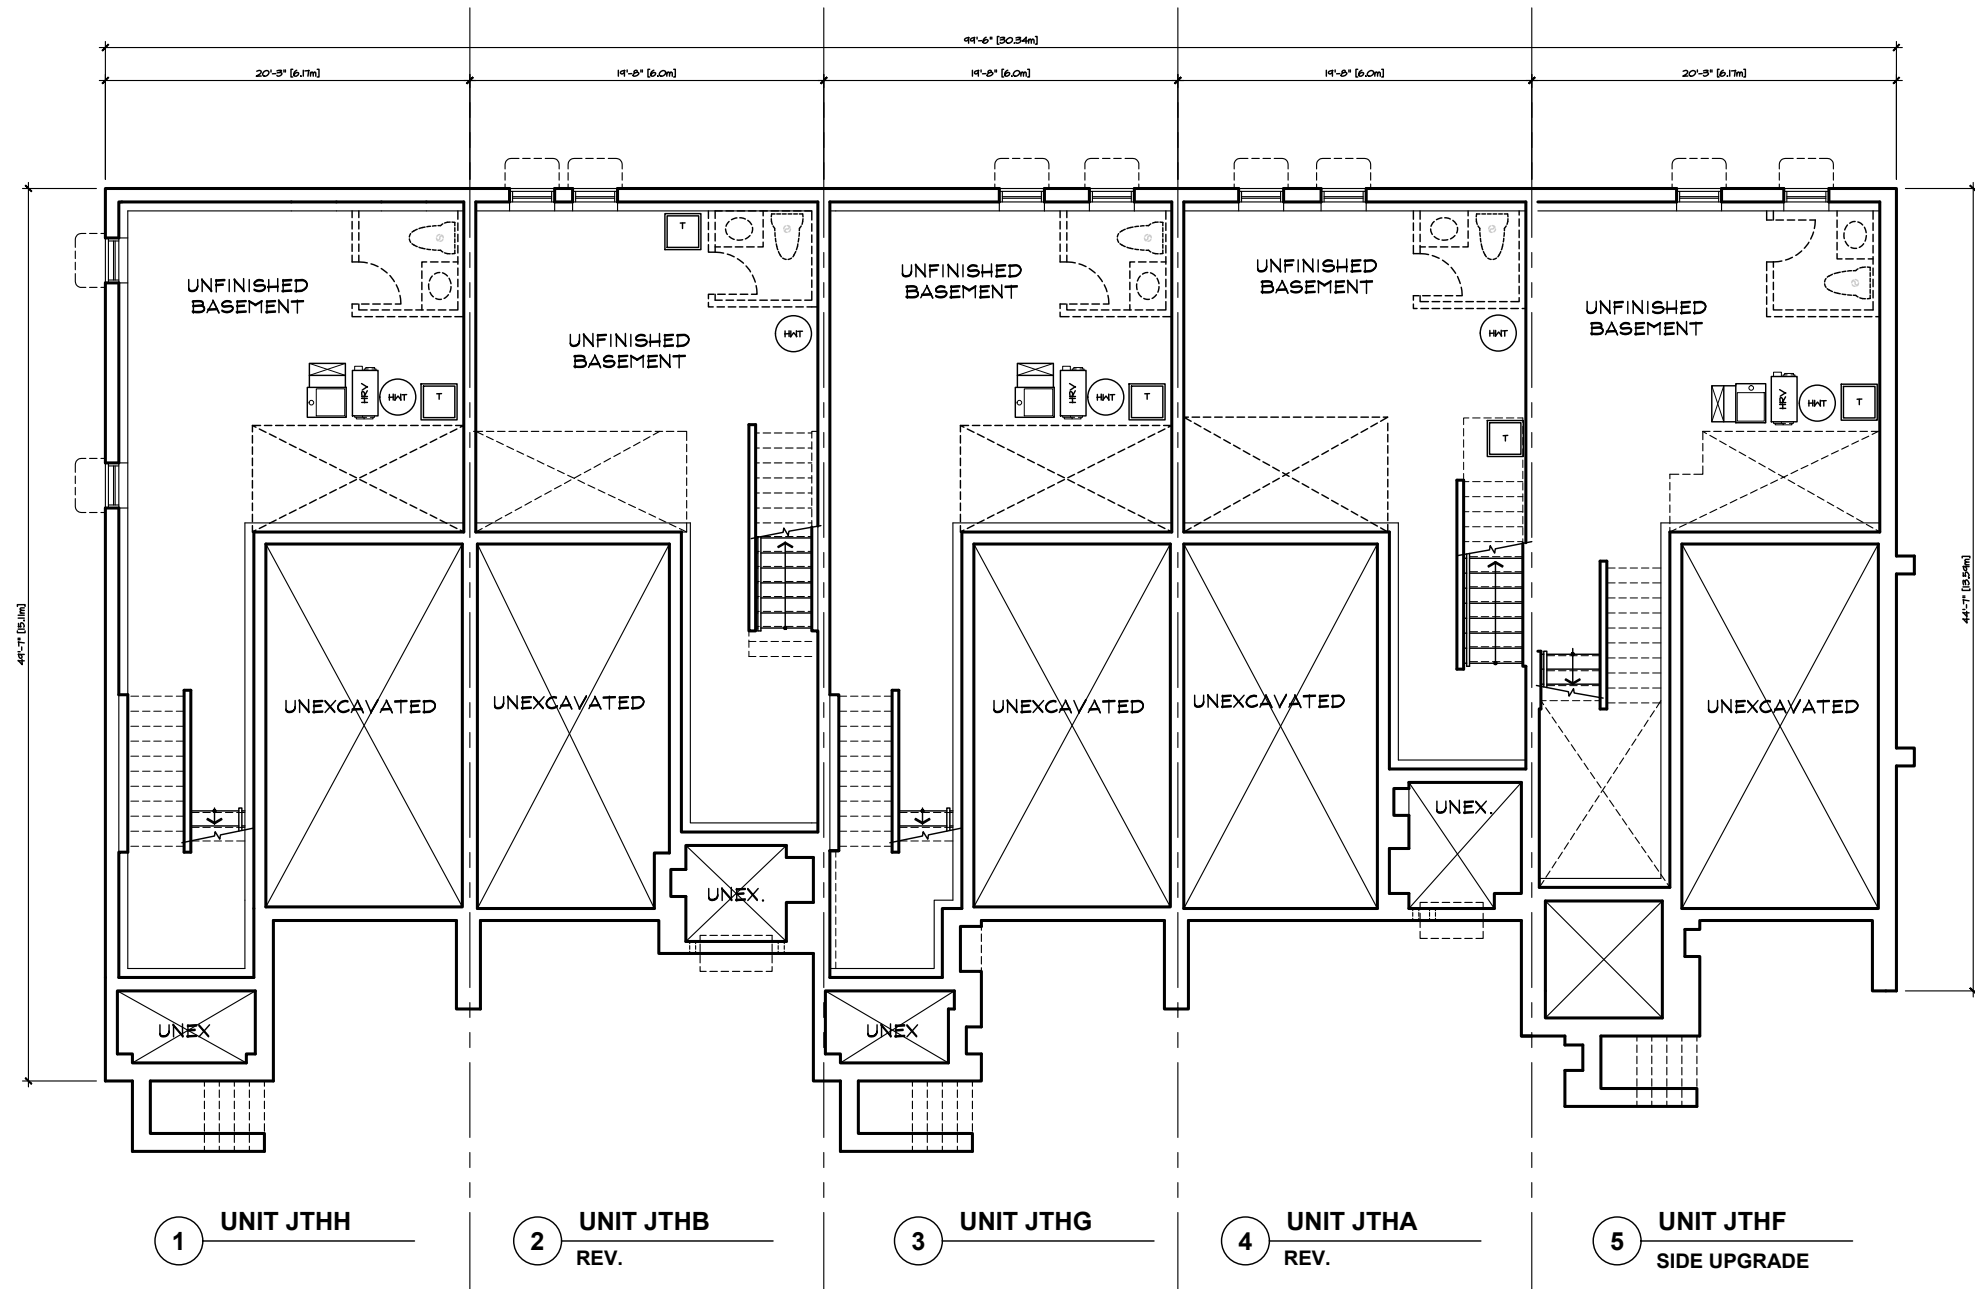 99'-6" [30.34m]
20'-3" [6.17m]
19'-8" [6.0m]
19'-8" [6.0m]
19'-8" [6.0m]
20'-3" [6.17m]
49'-7" [15.11m]
44'-7" [13.54m]
UNFINISHED
BASEMENT
HRV
HWT
T
UNEXCAVATED
UNEX
T
UNFINISHED
BASEMENT
HWT
UNEXCAVATED
UNEX.
UNFINISHED
BASEMENT
HRV
HWT
T
UNEXCAVATED
UNEX
UNFINISHED
BASEMENT
HWT
T
UNEXCAVATED
UNEX.
UNFINISHED
BASEMENT
HRV
HWT
T
UNEXCAVATED
1 UNIT JTHH
2 UNIT JTHB
REV.
3 UNIT JTHG
4 UNIT JTHA
REV.
5 UNIT JTHF
SIDE UPGRADE